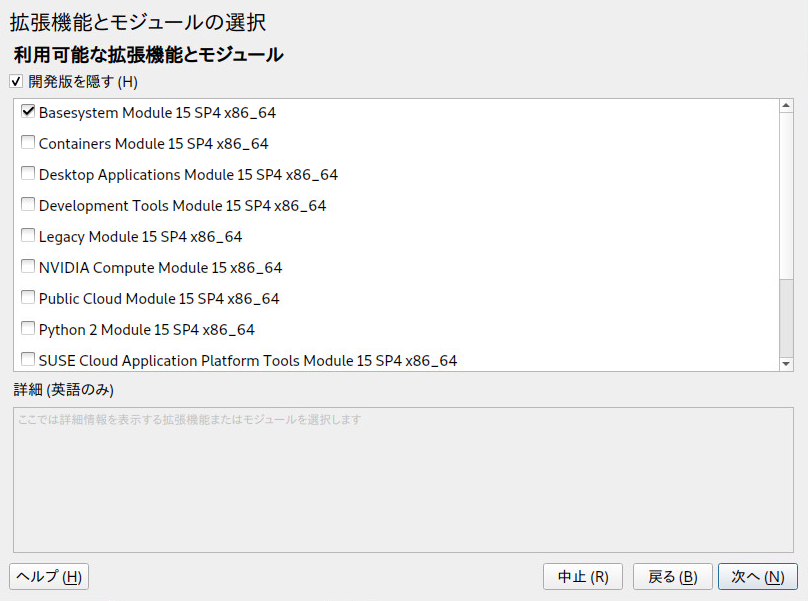 拡張機能とモジュールの選択
利用可能な拡張機能とモジュール
開発版を隠す (H)
Basesystem Module 15 SP4 x86_64
Containers Module 15 SP4 x86_64
Desktop Applications Module 15 SP4 x86_64
Development Tools Module 15 SP4 x86_64
Legacy Module 15 SP4 x86_64
NVIDIA Compute Module 15 x86_64
Public Cloud Module 15 SP4 x86_64
Python 2 Module 15 SP4 x86_64
SUSE Cloud Application Platform Tools Module 15 SP4 x86_64
詳細 (英語のみ)
ここでは詳細情報を表示する拡張機能またはモジュールを選択します
ヘルプ (H) 中止 (R) 戻る (B) 次へ (N)